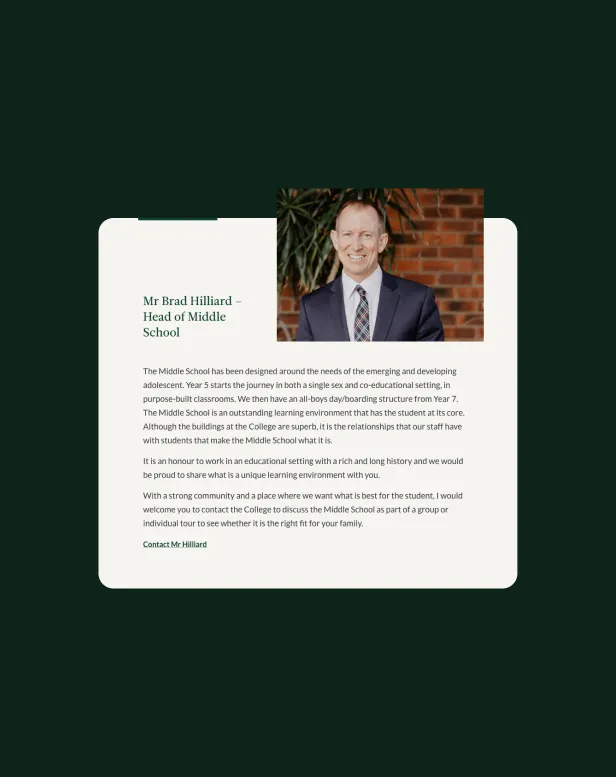 Mr Brad Hilliard –
Head of Middle
School
The Middle School has been designed around the needs of the emerging and developing
adolescent. Year 5 starts the journey in both a single sex and co-educational setting, in
purpose-built classrooms. We then have an all-boys day/boarding structure from Year 7.
The Middle School is an outstanding learning environment that has the student at its core.
Although the buildings at the College are superb, it is the relationships that our staff have
with students that make the Middle School what it is.
It is an honour to work in an educational setting with a rich and long history and we would
be proud to share what is a unique learning environment with you.
With a strong community and a place where we want what is best for the student, I would
welcome you to contact the College to discuss the Middle School as part of a group or
individual tour to see whether it is the right fit for your family.
Contact Mr Hilliard